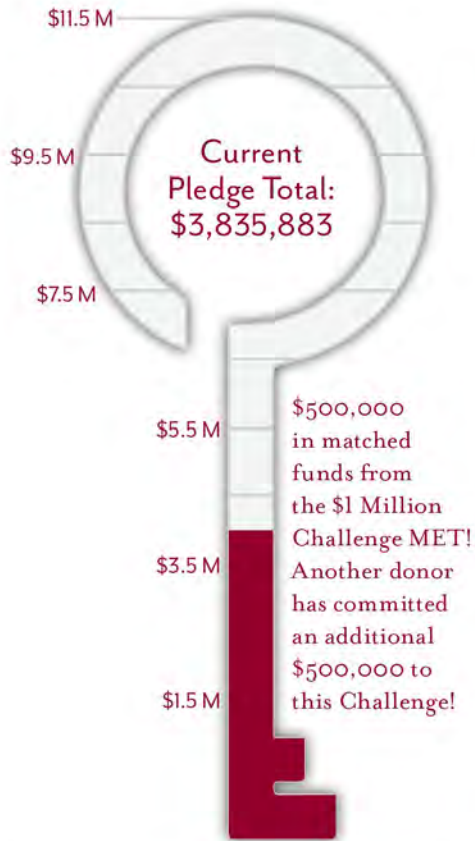 $11.5 M
$9.5 M
Current
Pledge Total:
$3,835,883
$7.5 M
$5.5 M
$3.5 M
$1.5 M
$500,000
in matched
funds from
the $1 Million
Challenge MET!
Another donor
has committed
an additional
$500,000 to
this Challenge!